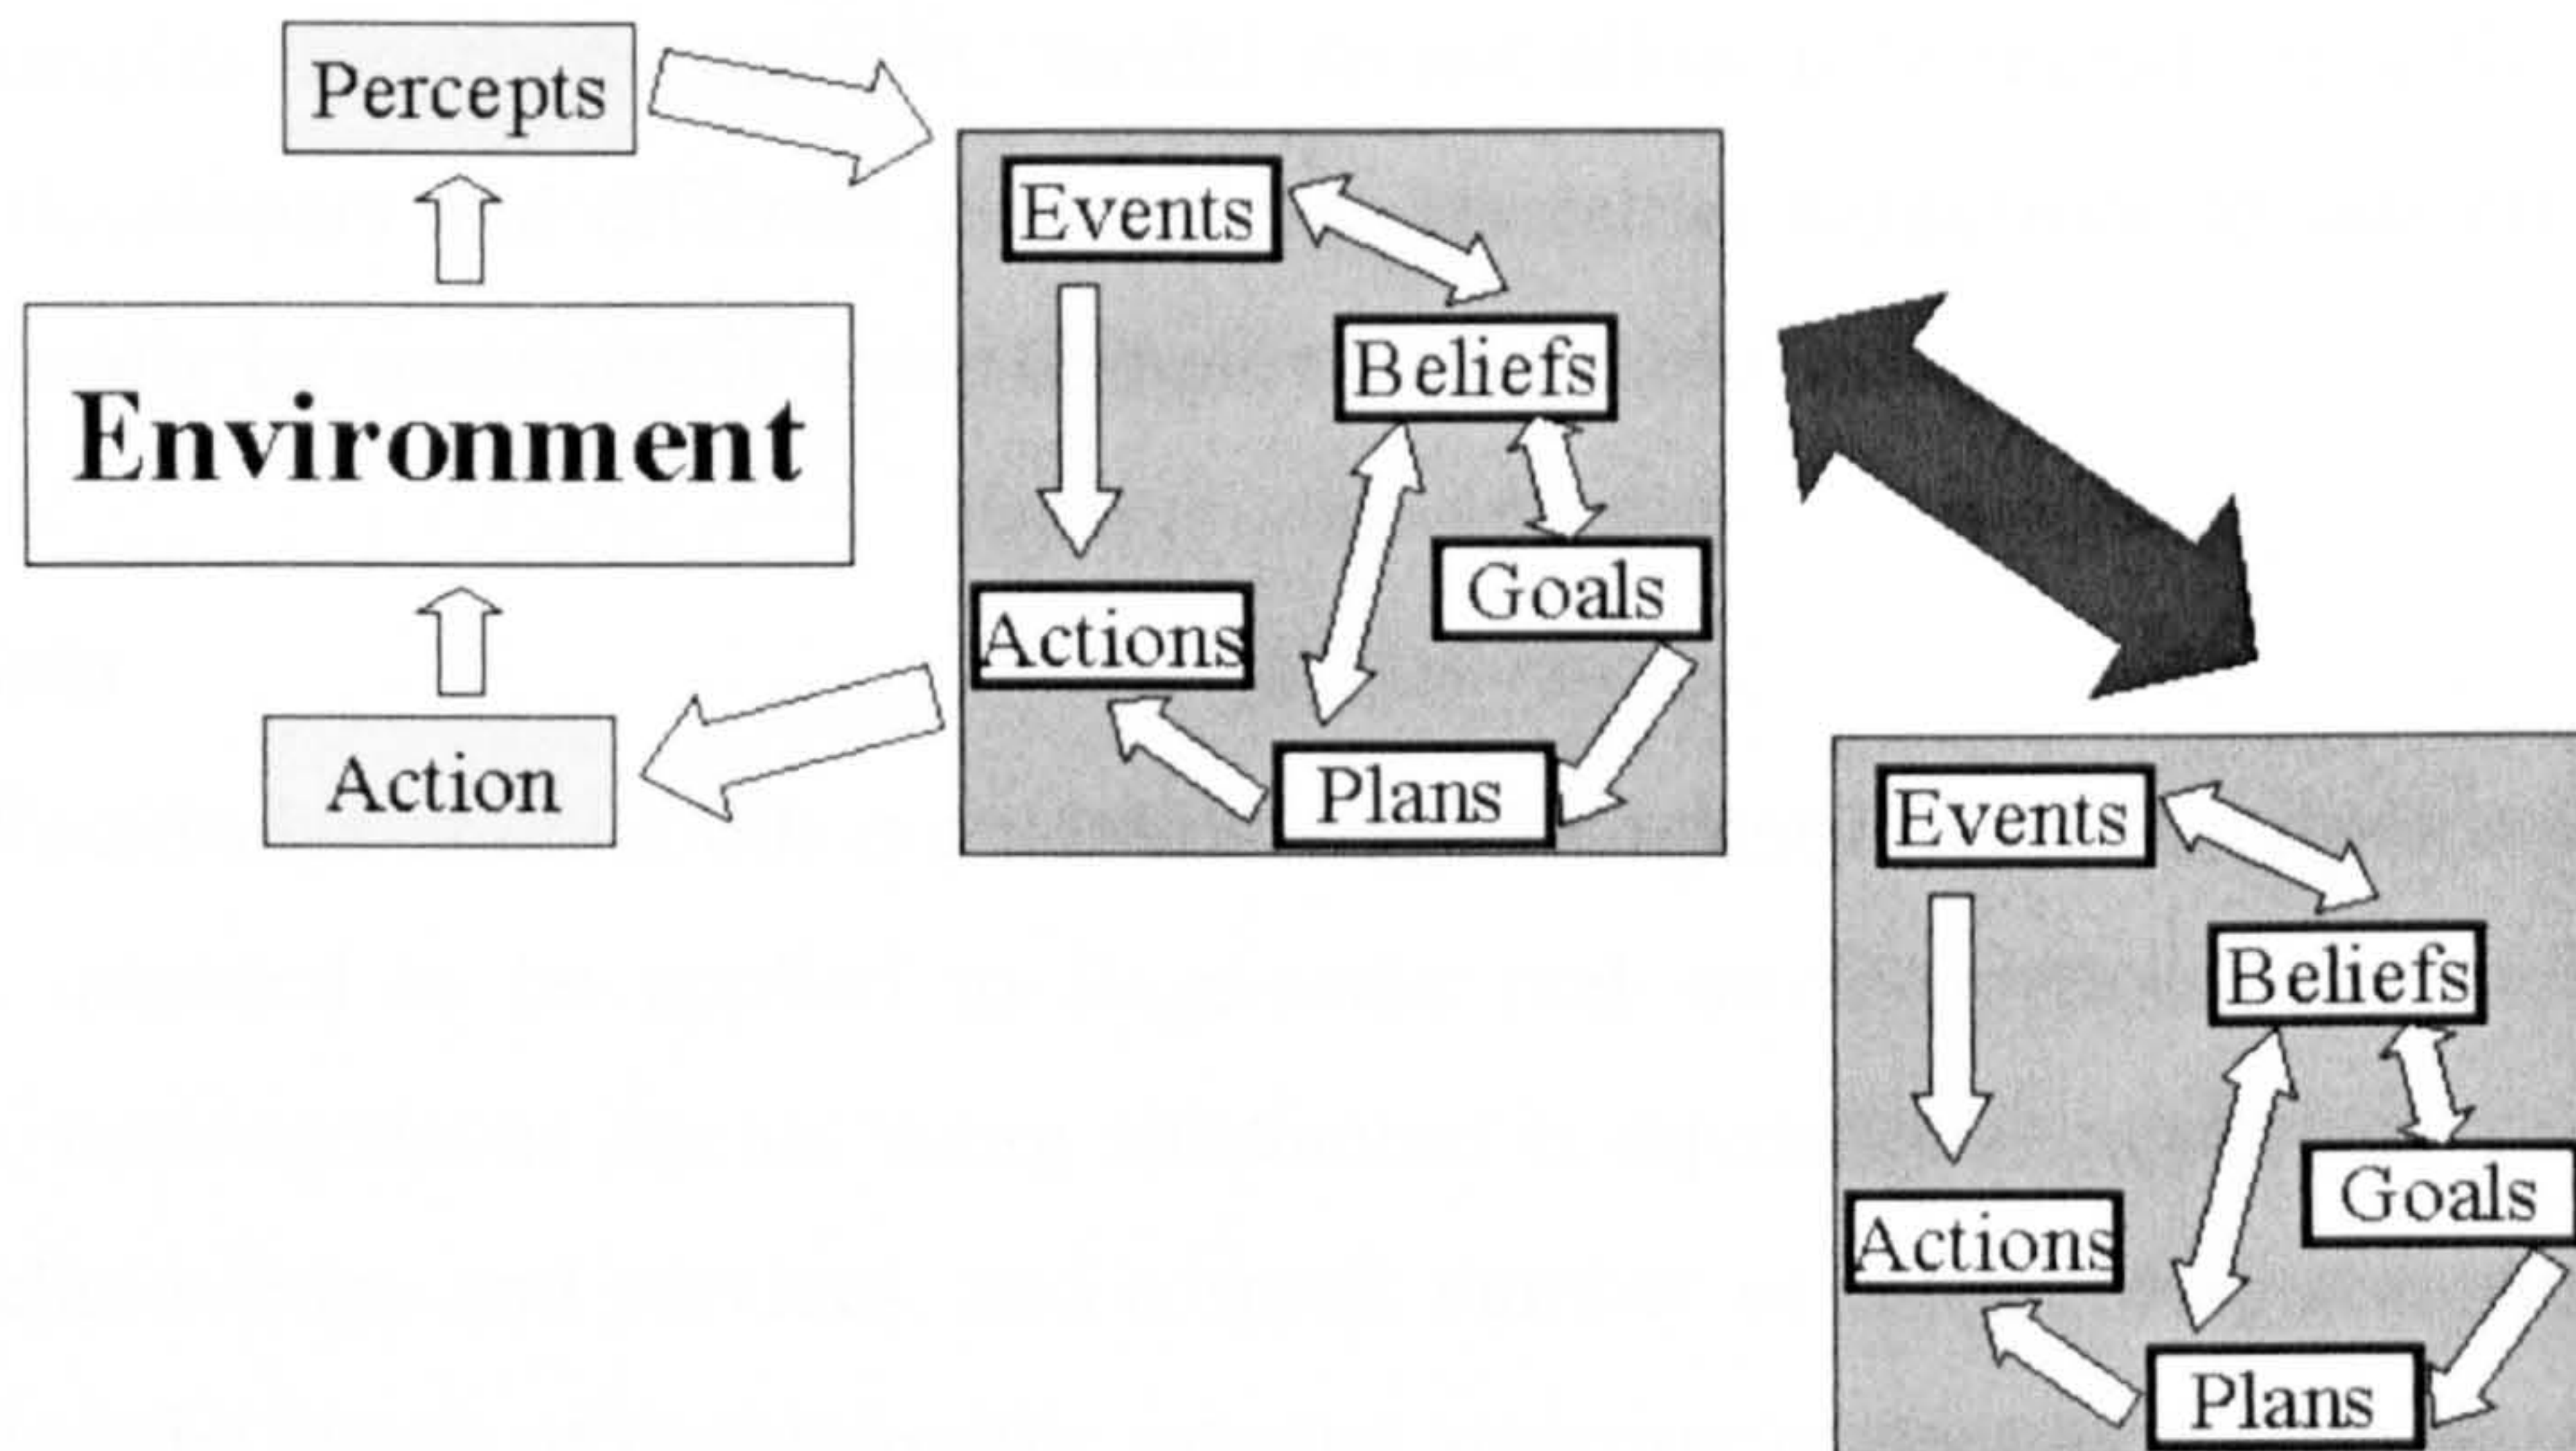 Percepts
Environment
Action
Events
Beliefs
Goals
Actions
Plans
Events
Beliefs
Goals
Actions
Plans